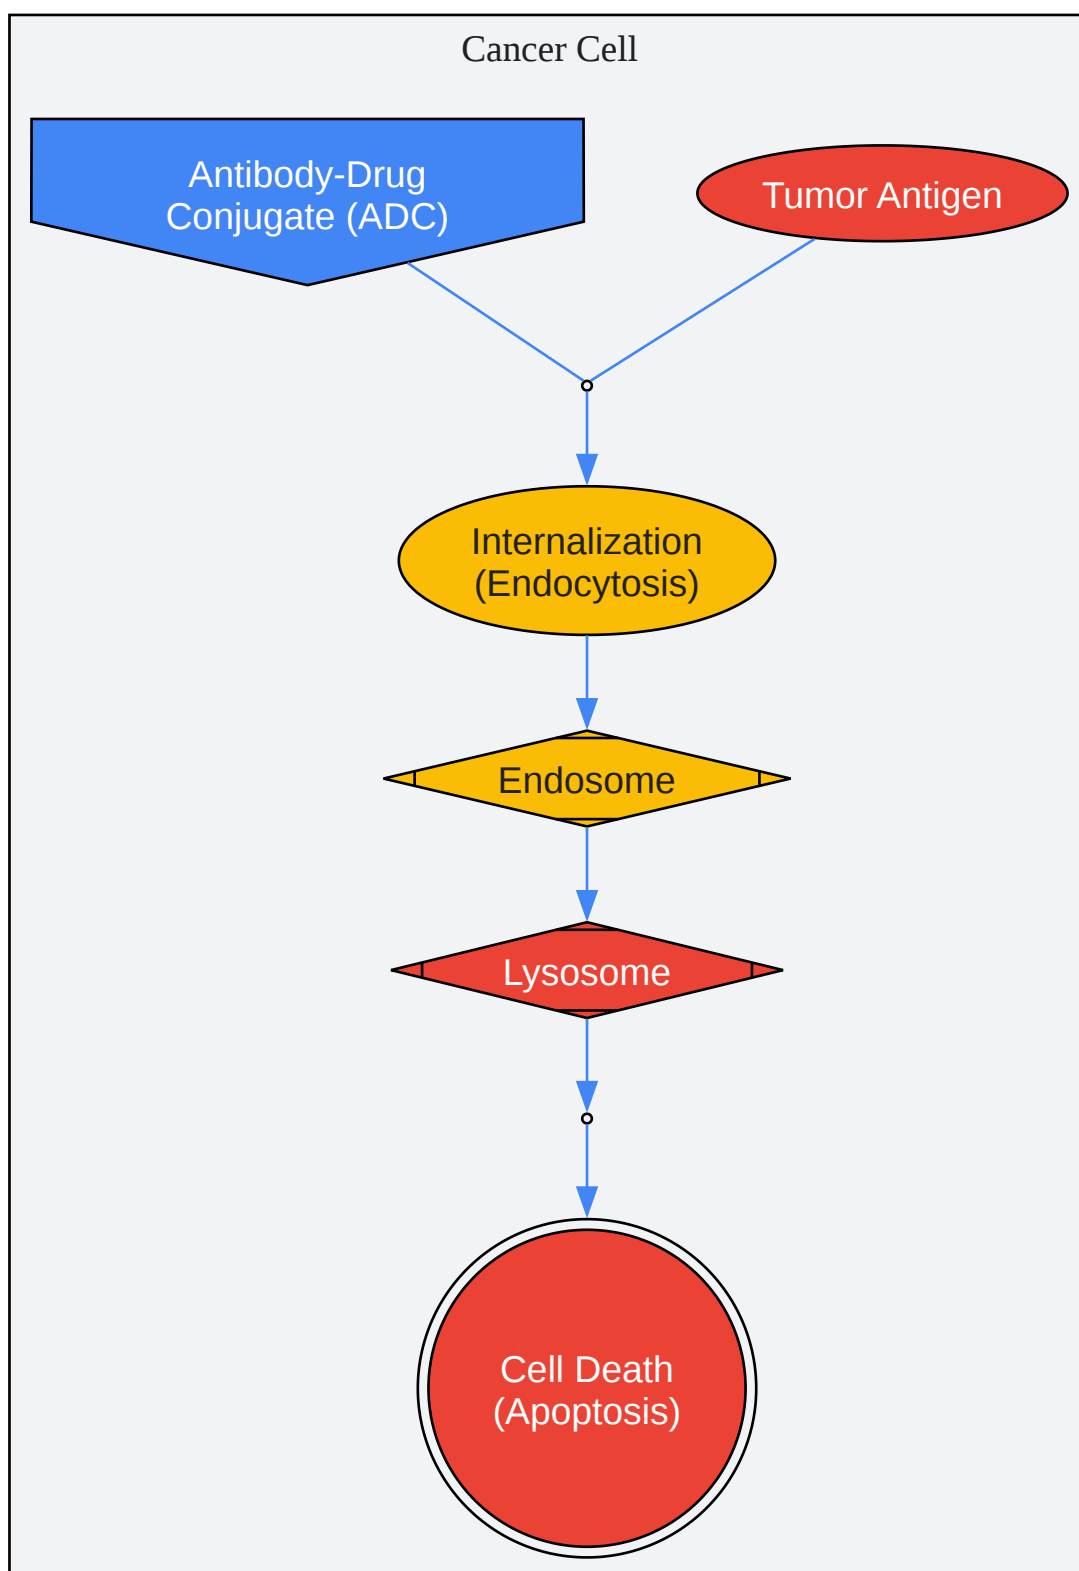 Cancer Cell
Antibody-Drug
Conjugate (ADC)
Tumor Antigen
Internalization
(Endocytosis)
Endosome
Lysosome
Cell Death
(Apoptosis)